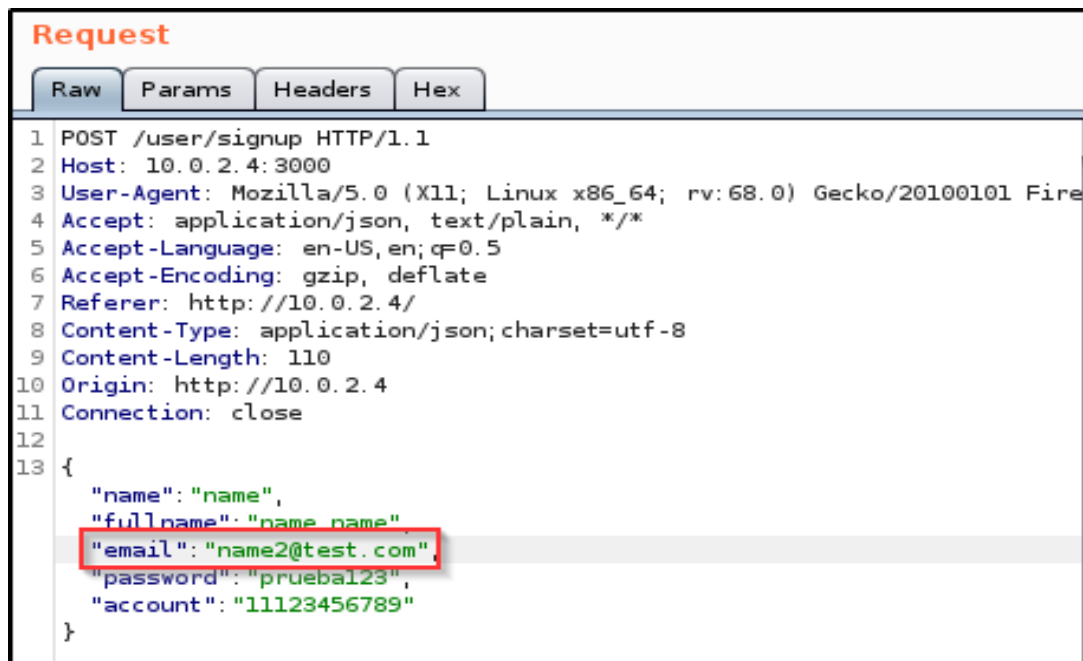 Request
Raw Params Headers Hex
1 POST /user/signup HTTP/1.1
2 Host: 10.0.2.4:3000
3 User-Agent: Mozilla/5.0 (X11; Linux x86_64; rv:68.0) Gecko/20100101 Fire
4 Accept: application/json, text/plain, */*
5 Accept-Language: en-US,en;q=0.5
6 Accept-Encoding: gzip, deflate
7 Referer: http://10.0.2.4/
8 Content-Type: application/json;charset=utf-8
9 Content-Length: 110
10 Origin: http://10.0.2.4
11 Connection: close
12
13 {
"name":"name",
"fullname":"name name",
"email":"name2@test.com",
"password":"prueba123",
"account":"11123456789"
}